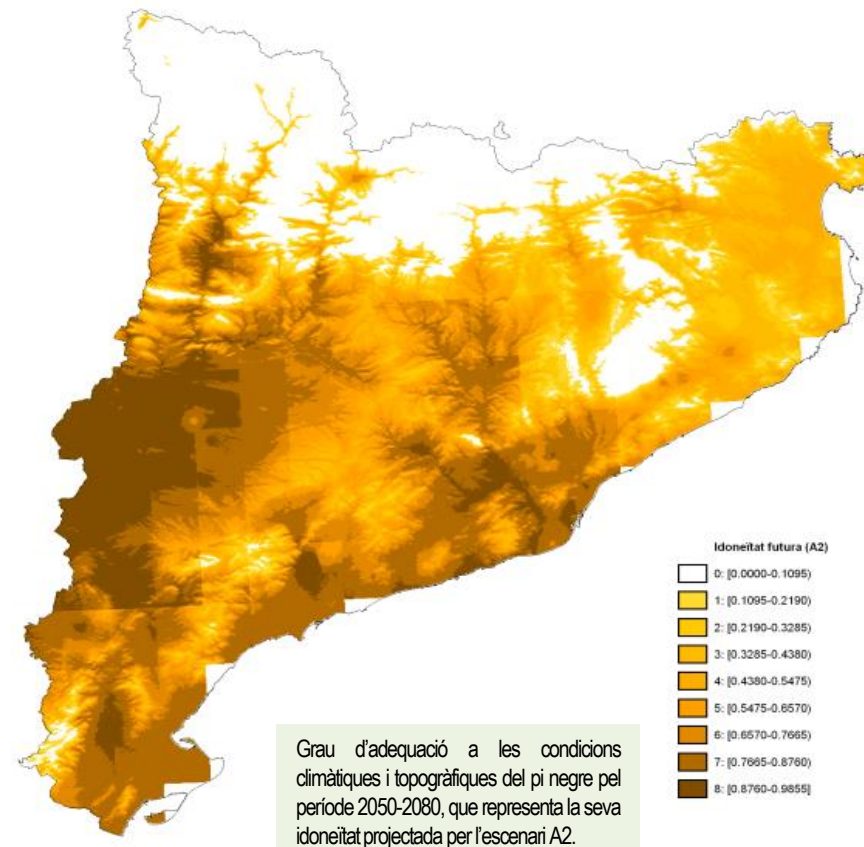 Idoneïtat futura (A2)
0: [0.0000-0.1095)
1: [0.1095-0.2190)
2: [0.2190-0.3285)
3: [0.3285-0.4380)
4: [0.4380-0.5475)
5: [0.5475-0.6570)
6: [0.6570-0.7665)
7: [0.7665-0.8760)
8: [0.8760-0.9855]
Grau d'adequació a les condicions
climàtiques i topogràfiques del pi negre pel
període 2050-2080, que representa la seva
idoneïtat projectada per l'escenari A2.